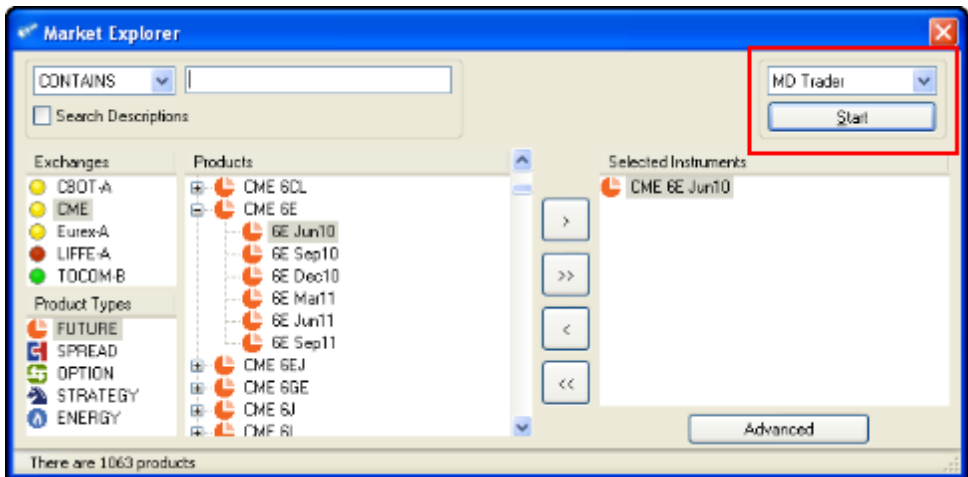 Market Explorer
CONTAINS
Search Descriptions
MD Trader
Start
Exchanges
CBOT-A
CME
Eurex-A
LIFFE-A
TOCOM-B
Product Types
FUTURE
SPREAD
OPTION
STRATEGY
ENERGY
Products
CME 6CL
CME 6E
6E Jun10
6E Sep10
6E Dec10
6E Mar11
6E Jun11
6E Sep11
CME 6EJ
CME 6GE
CME 6J
>
>>
<
<<
Selected Instruments
CME 6E Jun10
Advanced
There are 1063 products